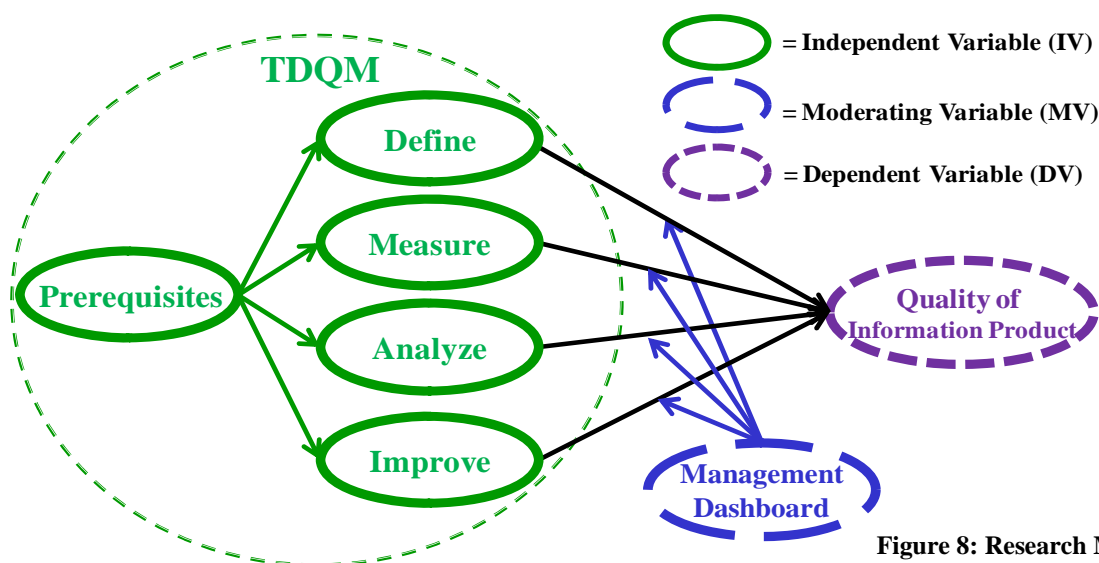 = Independent Variable (IV)
TDQM
= Moderating Variable (MV)
Define
= Dependent Variable (DV)
Measure
Prerequisites
Quality of
Information Product
Analyze
Improve
Management
Dashboard
Figure 8: Research